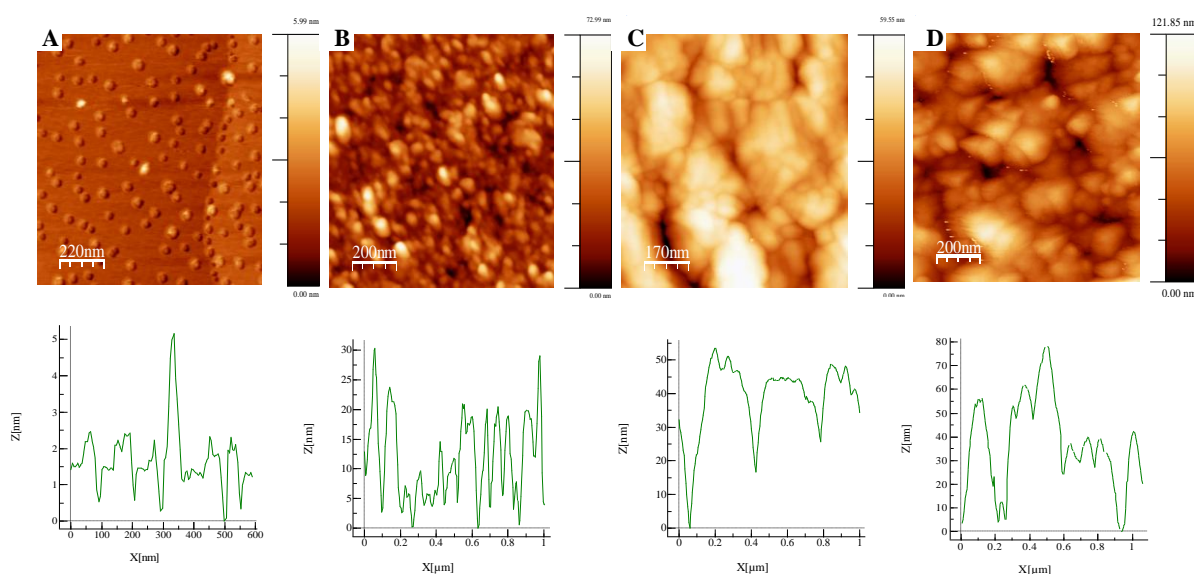 A
5.99 nm
0.00 nm
220nm
B
72.99 nm
0.00 nm
200nm
C
59.55 nm
0.00 nm
170nm
D
121.85 nm
0.00 nm
200nm
Z[nm]
5
4
3
2
1
0
0 100 200 300 400 500 600
X[nm]
Z[nm]
30
25
20
15
10
5
0
0 0.2 0.4 0.6 0.8 1
X[µm]
Z[nm]
50
40
30
20
10
0
0 0.2 0.4 0.6 0.8 1
X[µm]
Z[nm]
80
70
60
50
40
30
20
10
0
0 0.2 0.4 0.6 0.8 1
X[µm]